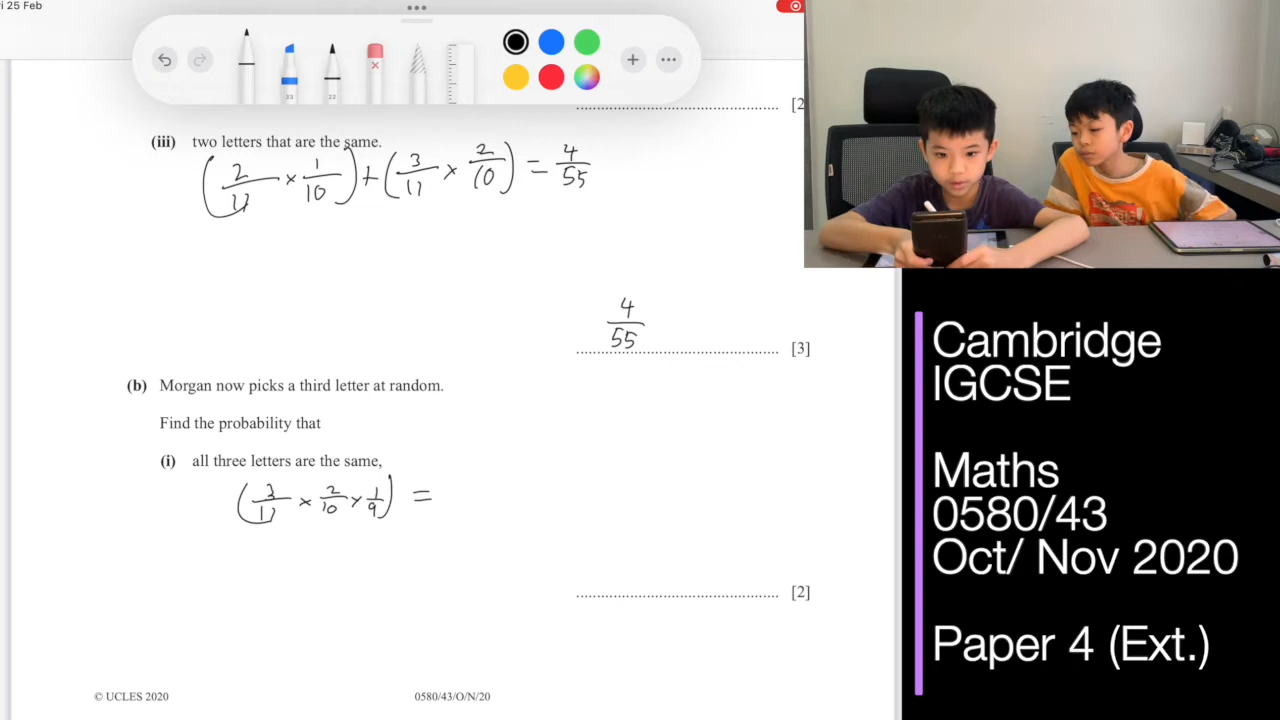 i 25 Feb
23
22
[2
(iii) two letters that are the same.
(2/11 × 1/10) + (3/11 × 2/10) = 4/55
4/55
[3]
(b) Morgan now picks a third letter at random.
Find the probability that
(i) all three letters are the same,
(3/11 × 2/10 × 1/9) =
[2]
© UCLES 2020 0580/43/O/N/20
Cambridge
IGCSE
Maths
0580/43
Oct/ Nov 2020
Paper 4 (Ext.)